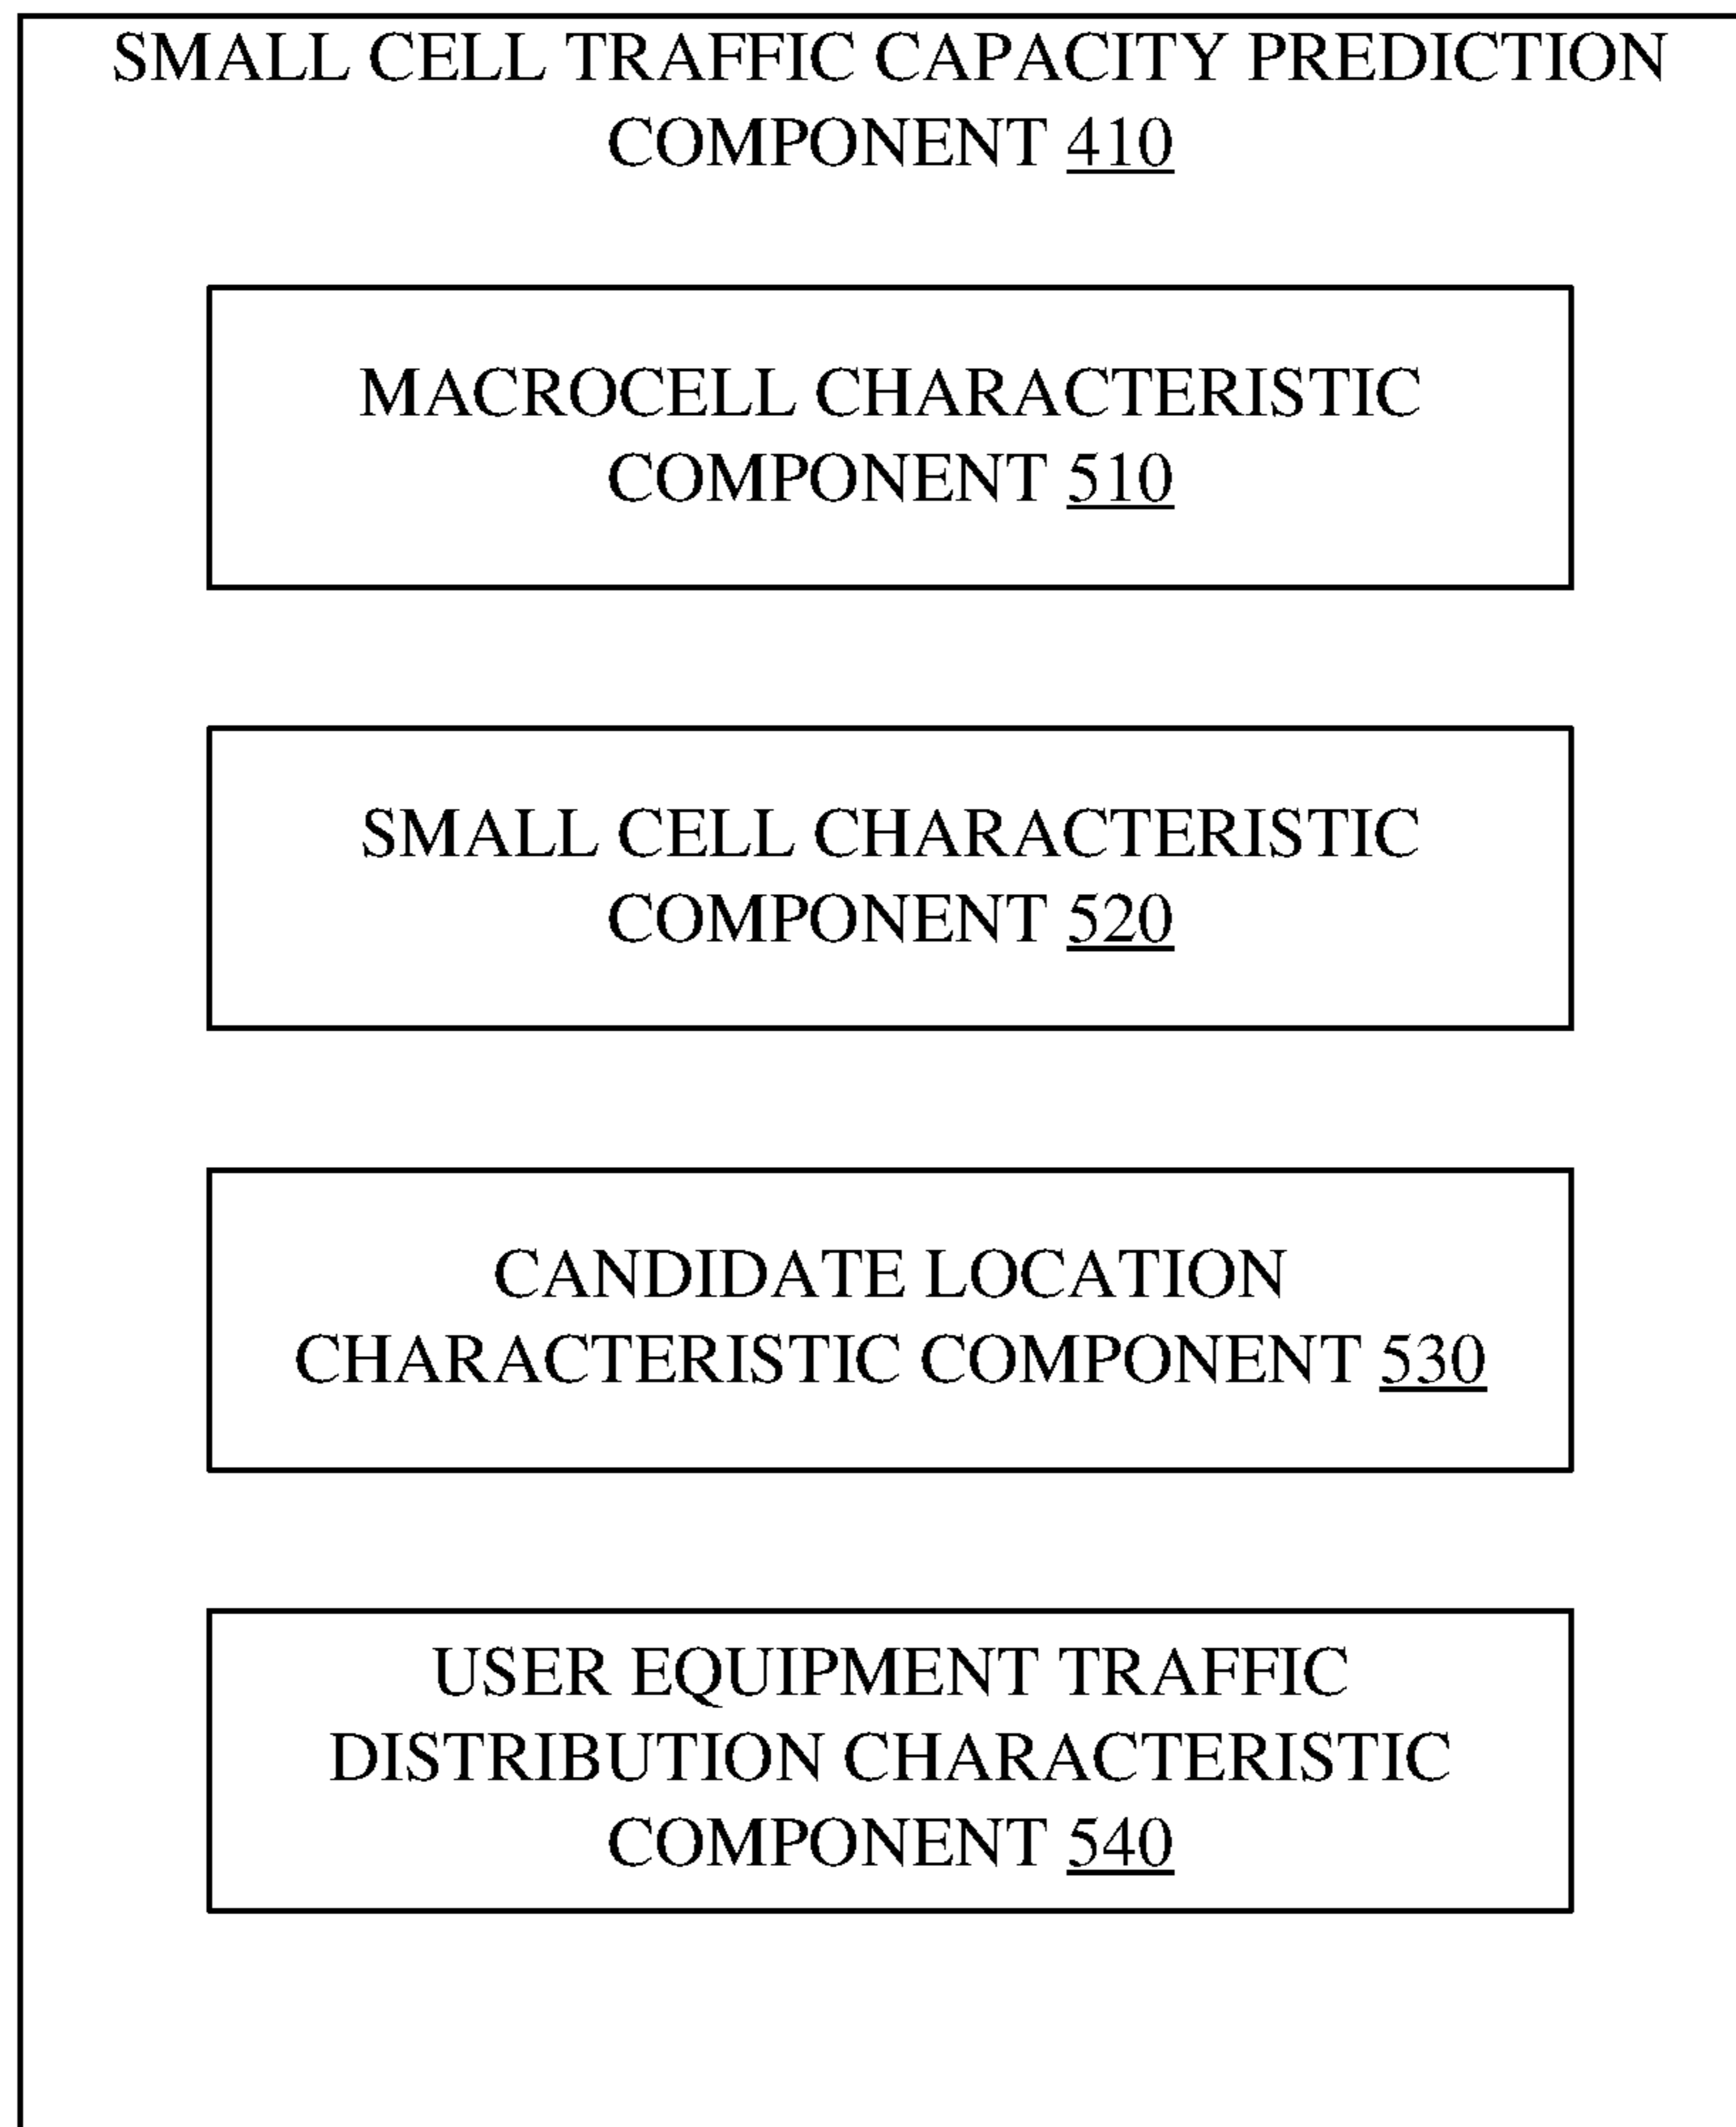 SMALL CELL TRAFFIC CAPACITY PREDICTION
COMPONENT 410
MACROCELL CHARACTERISTIC
COMPONENT 510
SMALL CELL CHARACTERISTIC
COMPONENT 520
CANDIDATE LOCATION
CHARACTERISTIC COMPONENT 530
USER EQUIPMENT TRAFFIC
DISTRIBUTION CHARACTERISTIC
COMPONENT 540